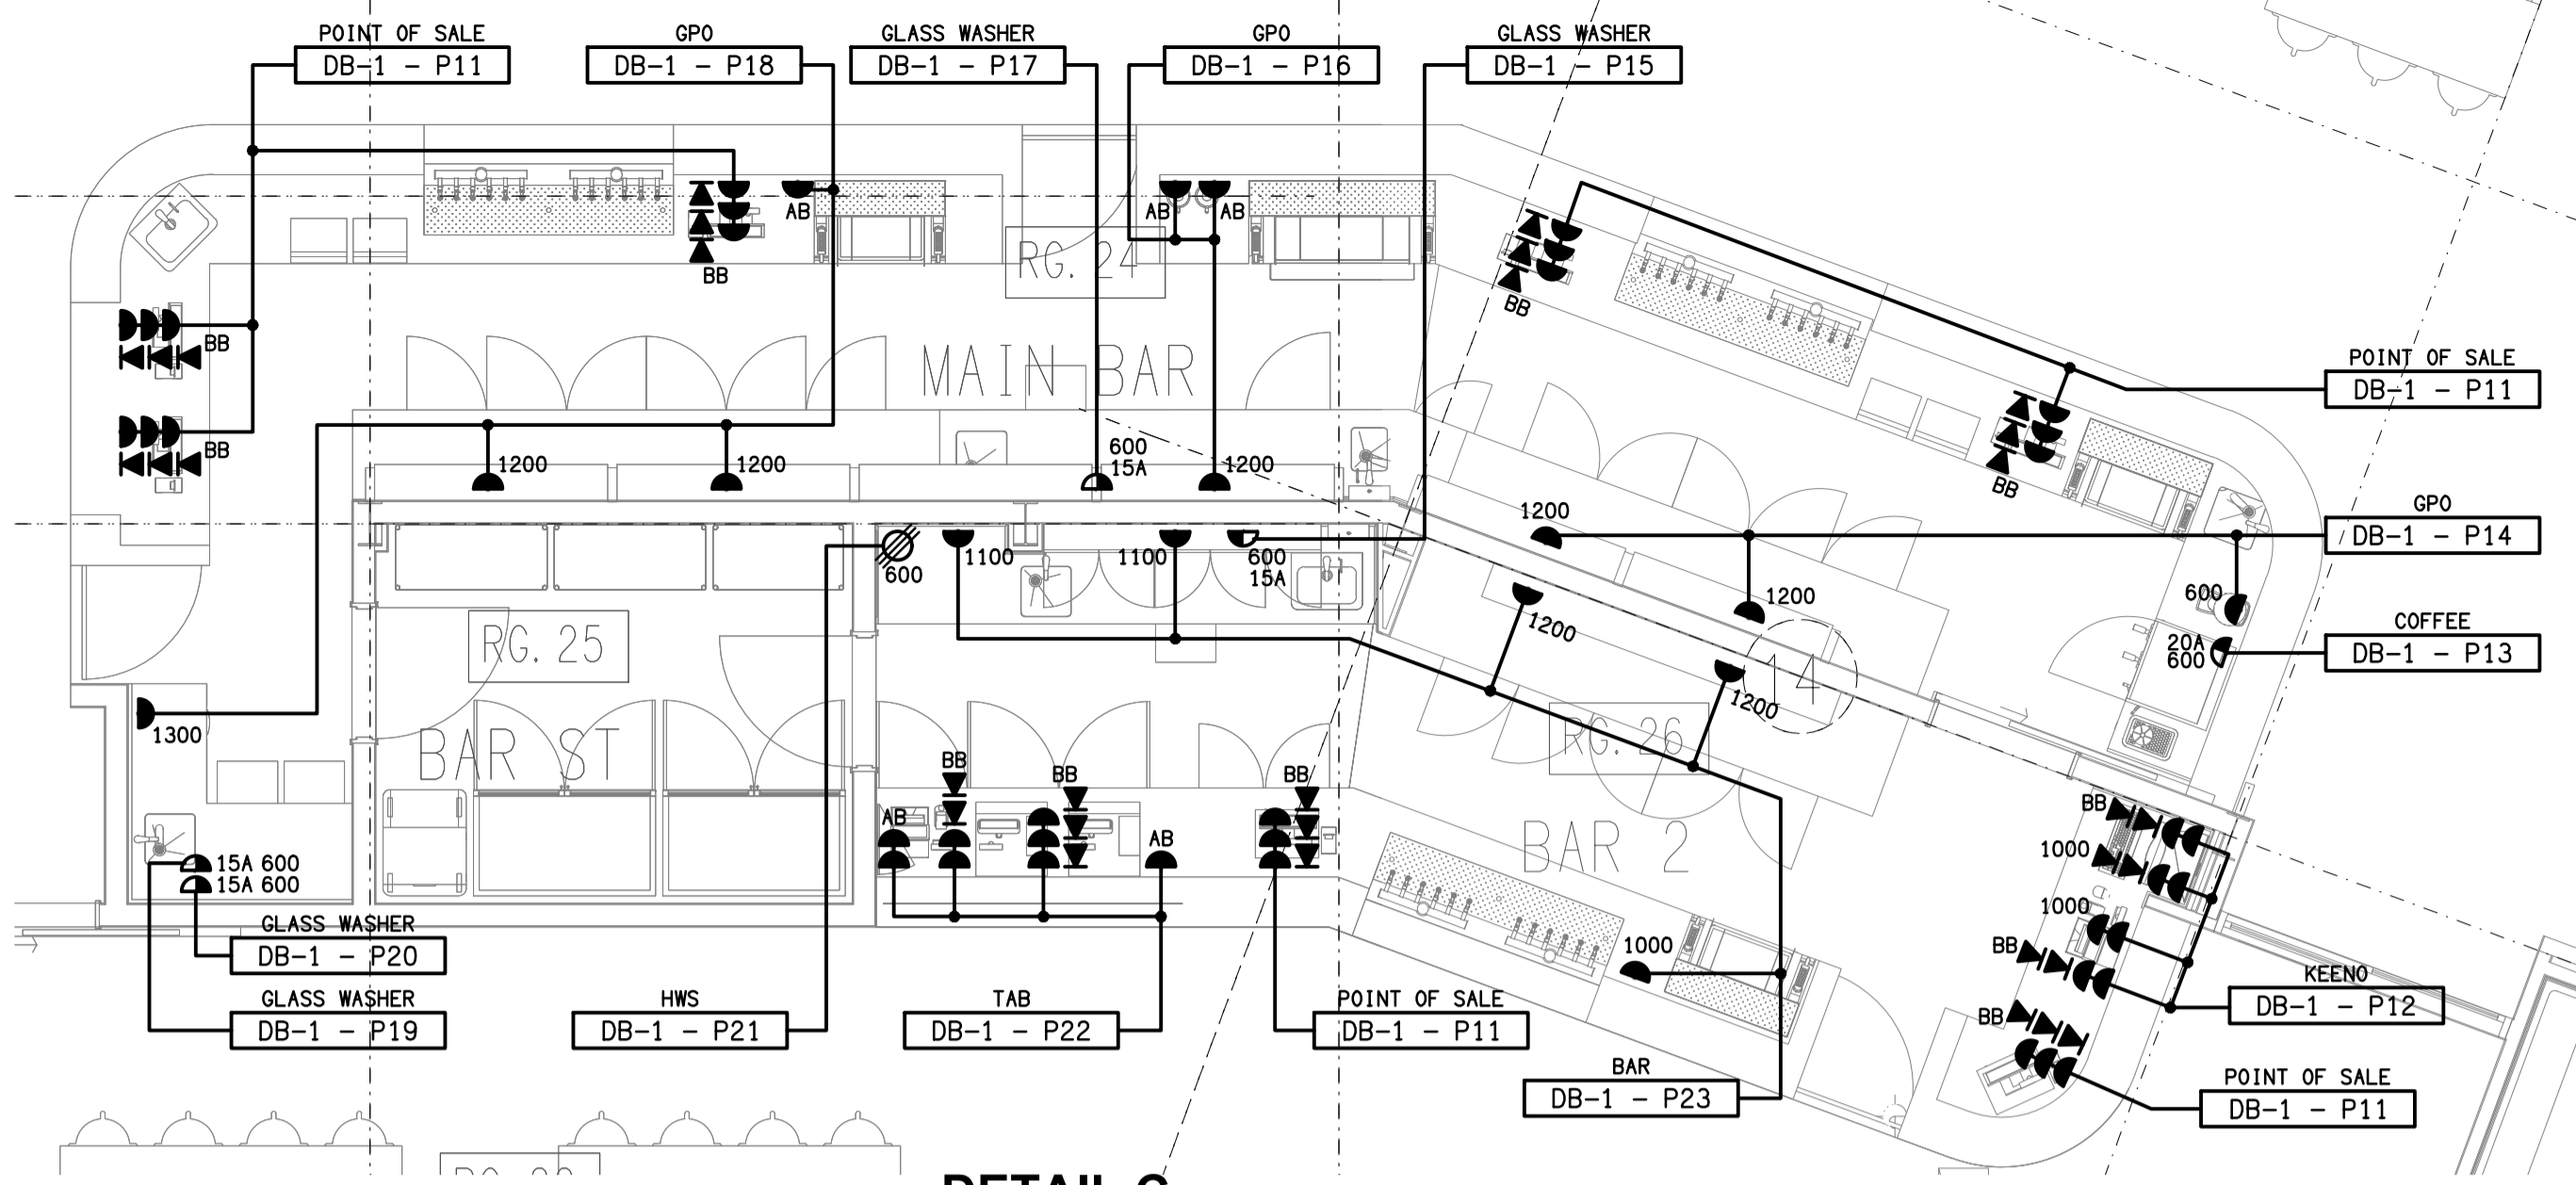 POINT OF SALE
DB-1 - P11
GPO
DB-1 - P18
GLASS WASHER
DB-1 - P17
GPO
DB-1 - P16
GLASS WASHER
DB-1 - P15
AB
AB
AB
BB
RG. 24
BB
BB
BB
MAIN BAR
POINT OF SALE
DB-1 - P11
BB
1200
1200
600
15A
1200
BB
1200
GPO
DB-1 - P14
600
1100
1100
600
15A
1200
1200
600
RG. 25
14
20A
600
COFFEE
DB-1 - P13
1200
1300
BAR ST
RG. 26
BAR 2
BB
BB
BB
AB
AB
BB
1000
1000
15A 600
15A 600
GLASS WASHER
DB-1 - P20
1000
BB
KEENO
DB-1 - P12
GLASS WASHER
DB-1 - P19
HWS
DB-1 - P21
TAB
DB-1 - P22
POINT OF SALE
DB-1 - P11
BB
BAR
DB-1 - P23
POINT OF SALE
DB-1 - P11